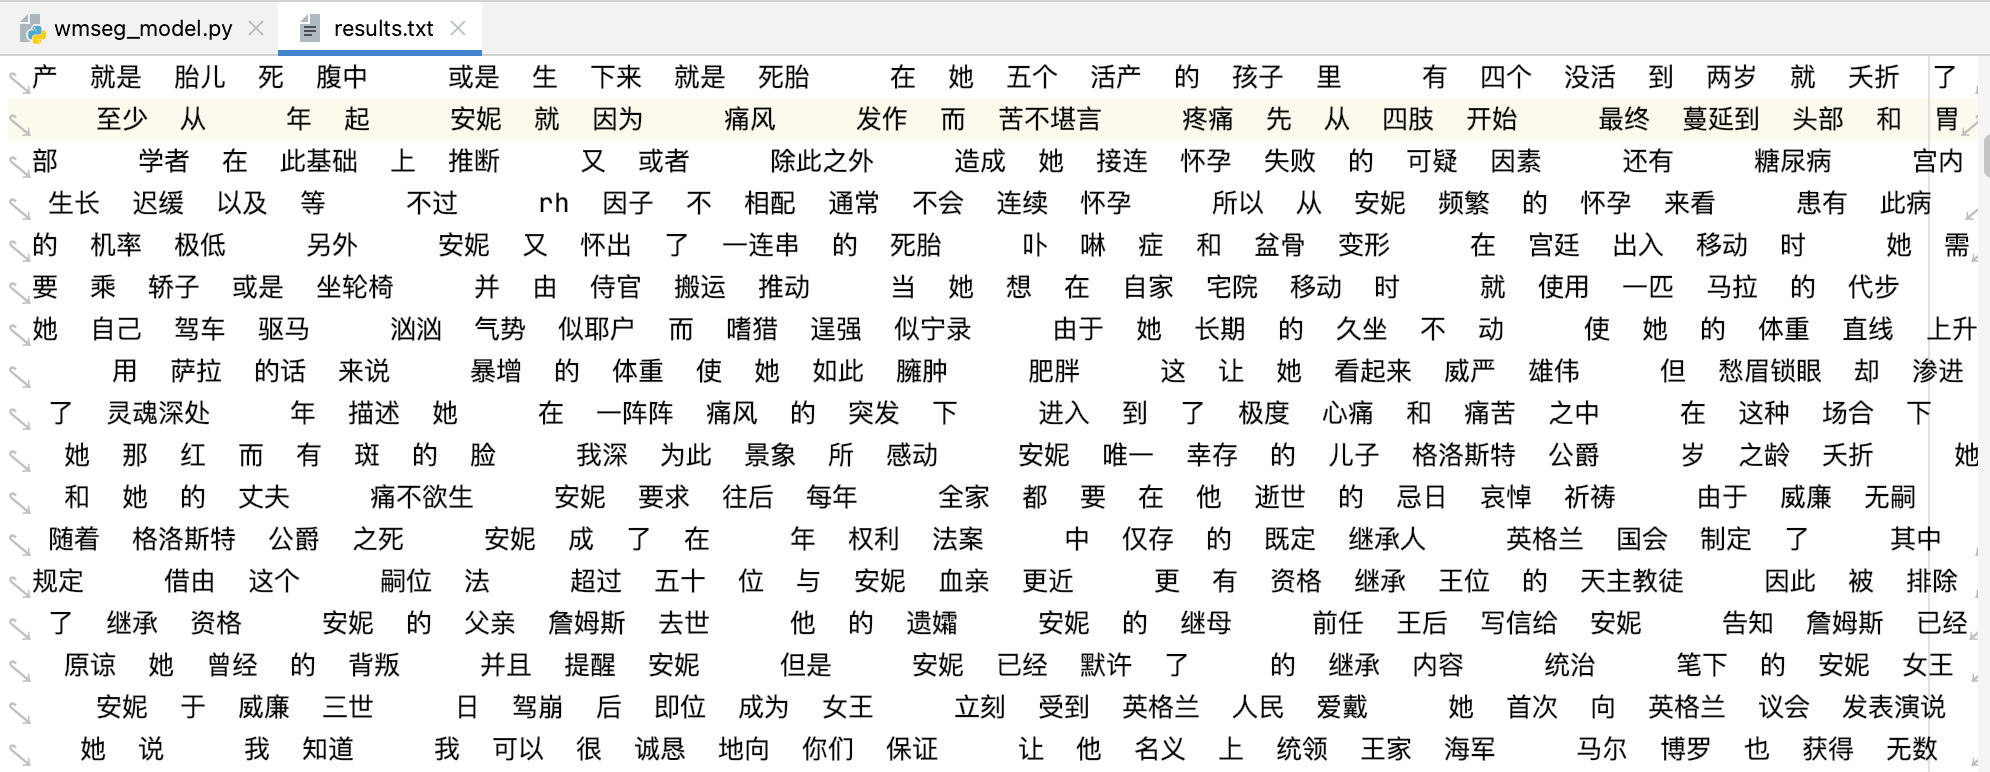 wmseg_model.py results.txt
产 就是 胎儿 死 腹中 或是 生 下来 就是 死胎 在 她 五个 活产 的 孩子 里 有 四个 没活 到 两岁 就 夭折 了
至少 从 年 起 安妮 就 因为 痛风 发作 而 苦不堪言 疼痛 先 从 四肢 开始 最终 蔓延到 头部 和 胃
部 学者 在 此基础 上 推断 又 或者 除此之外 造成 她 接连 怀孕 失败 的 可疑 因素 还有 糖尿病 宫内
生长 迟缓 以及 等 不过 rh 因子 不 相配 通常 不会 连续 怀孕 所以 从 安妮 频繁 的 怀孕 来看 患有 此病
的 机率 极低 另外 安妮 又 怀出 了 一连串 的 死胎 卟 啉 症 和 盆骨 变形 在 宫廷 出入 移动 时 她 需
要 乘 轿子 或是 坐轮椅 并 由 侍官 搬运 推动 当 她 想 在 自家 宅院 移动 时 就 使用 一匹 马拉 的 代步
她 自己 驾车 驱马 汹汹 气势 似耶户 而 嗜猎 逞强 似宁录 由于 她 长期 的 久坐 不 动 使 她 的 体重 直线 上升
用 萨拉 的话 来说 暴增 的 体重 使 她 如此 臃肿 肥胖 这 让 她 看起来 威严 雄伟 但 愁眉锁眼 却 渗进
了 灵魂深处 年 描述 她 在 一阵阵 痛风 的 突发 下 进入 到 了 极度 心痛 和 痛苦 之中 在 这种 场合 下
她 那 红 而 有 斑 的 脸 我深 为此 景象 所 感动 安妮 唯一 幸存 的 儿子 格洛斯特 公爵 岁 之龄 夭折 她
和 她 的 丈夫 痛不欲生 安妮 要求 往后 每年 全家 都 要 在 他 逝世 的 忌日 哀悼 祈祷 由于 威廉 无嗣
随着 格洛斯特 公爵 之死 安妮 成 了 在 年 权利 法案 中 仅存 的 既定 继承人 英格兰 国会 制定 了 其中
规定 借由 这个 嗣位 法 超过 五十 位 与 安妮 血亲 更近 更 有 资格 继承 王位 的 天主教徒 因此 被 排除
了 继承 资格 安妮 的 父亲 詹姆斯 去世 他 的 遗孀 安妮 的 继母 前任 王后 写信给 安妮 告知 詹姆斯 已经
原谅 她 曾经 的 背叛 并且 提醒 安妮 但是 安妮 已经 默许 了 的 继承 内容 统治 笔下 的 安妮 女王
安妮 于 威廉 三世 日 驾崩 后 即位 成为 女王 立刻 受到 英格兰 人民 爱戴 她 首次 向 英格兰 议会 发表演说
她 说 我 知道 我 可以 很 诚恳 地向 你们 保证 让 他 名义 上 统领 王家 海军 马尔 博罗 也 获得 无数